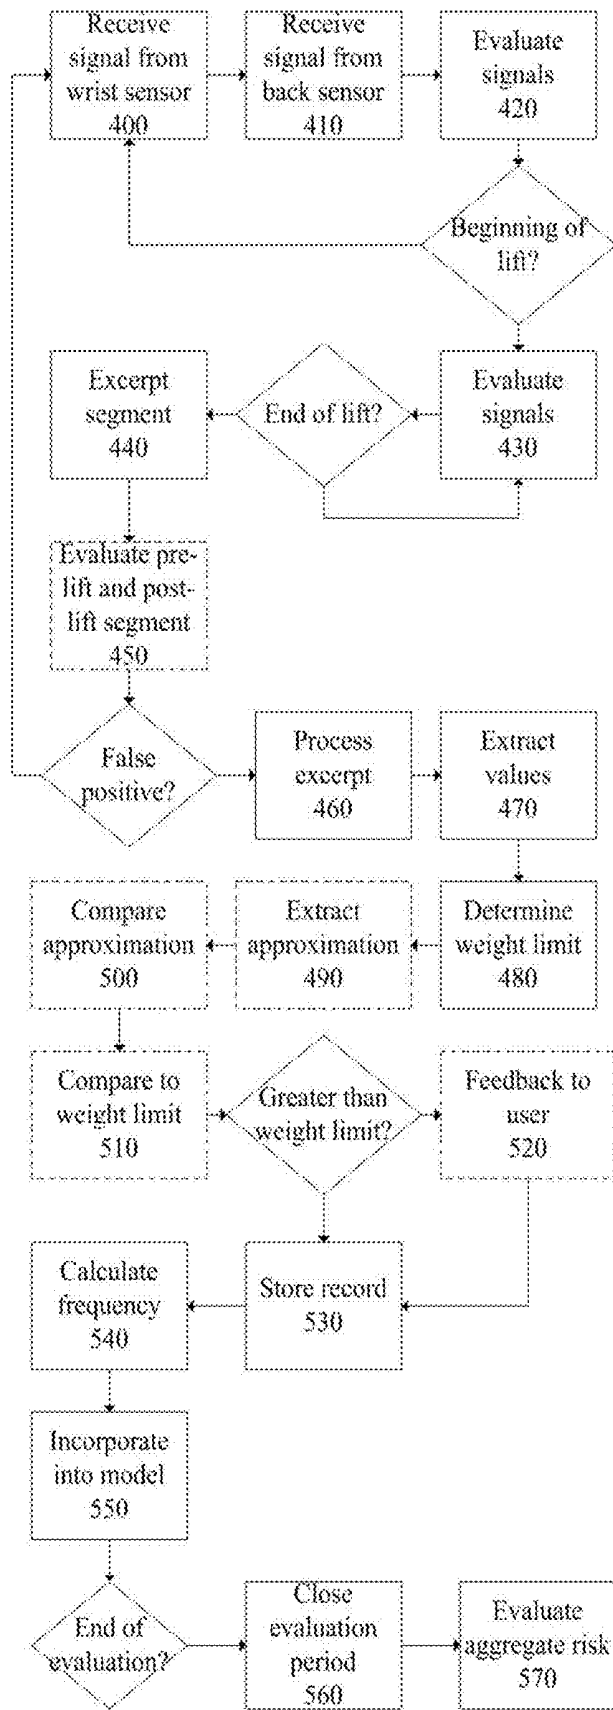 Receive
signal from
wrist sensor
400
Receive
signal from
back sensor
410
Evaluate
signals
420
Beginning of
lift?
Excerpt
segment
440
End of lift?
Evaluate
signals
430
Evaluate pre-
lift and post-
lift segment
450
False
positive?
Process
excerpt
460
Extract
values
470
Compare
approximation
500
Extract
approximation
490
Determine
weight limit
480
Compare to
weight limit
510
Greater than
weight limit?
Feedback to
user
520
Calculate
frequency
540
Store record
530
Incorporate
into model
550
End of
evaluation?
Close
evaluation
period
560
Evaluate
aggregate risk
570